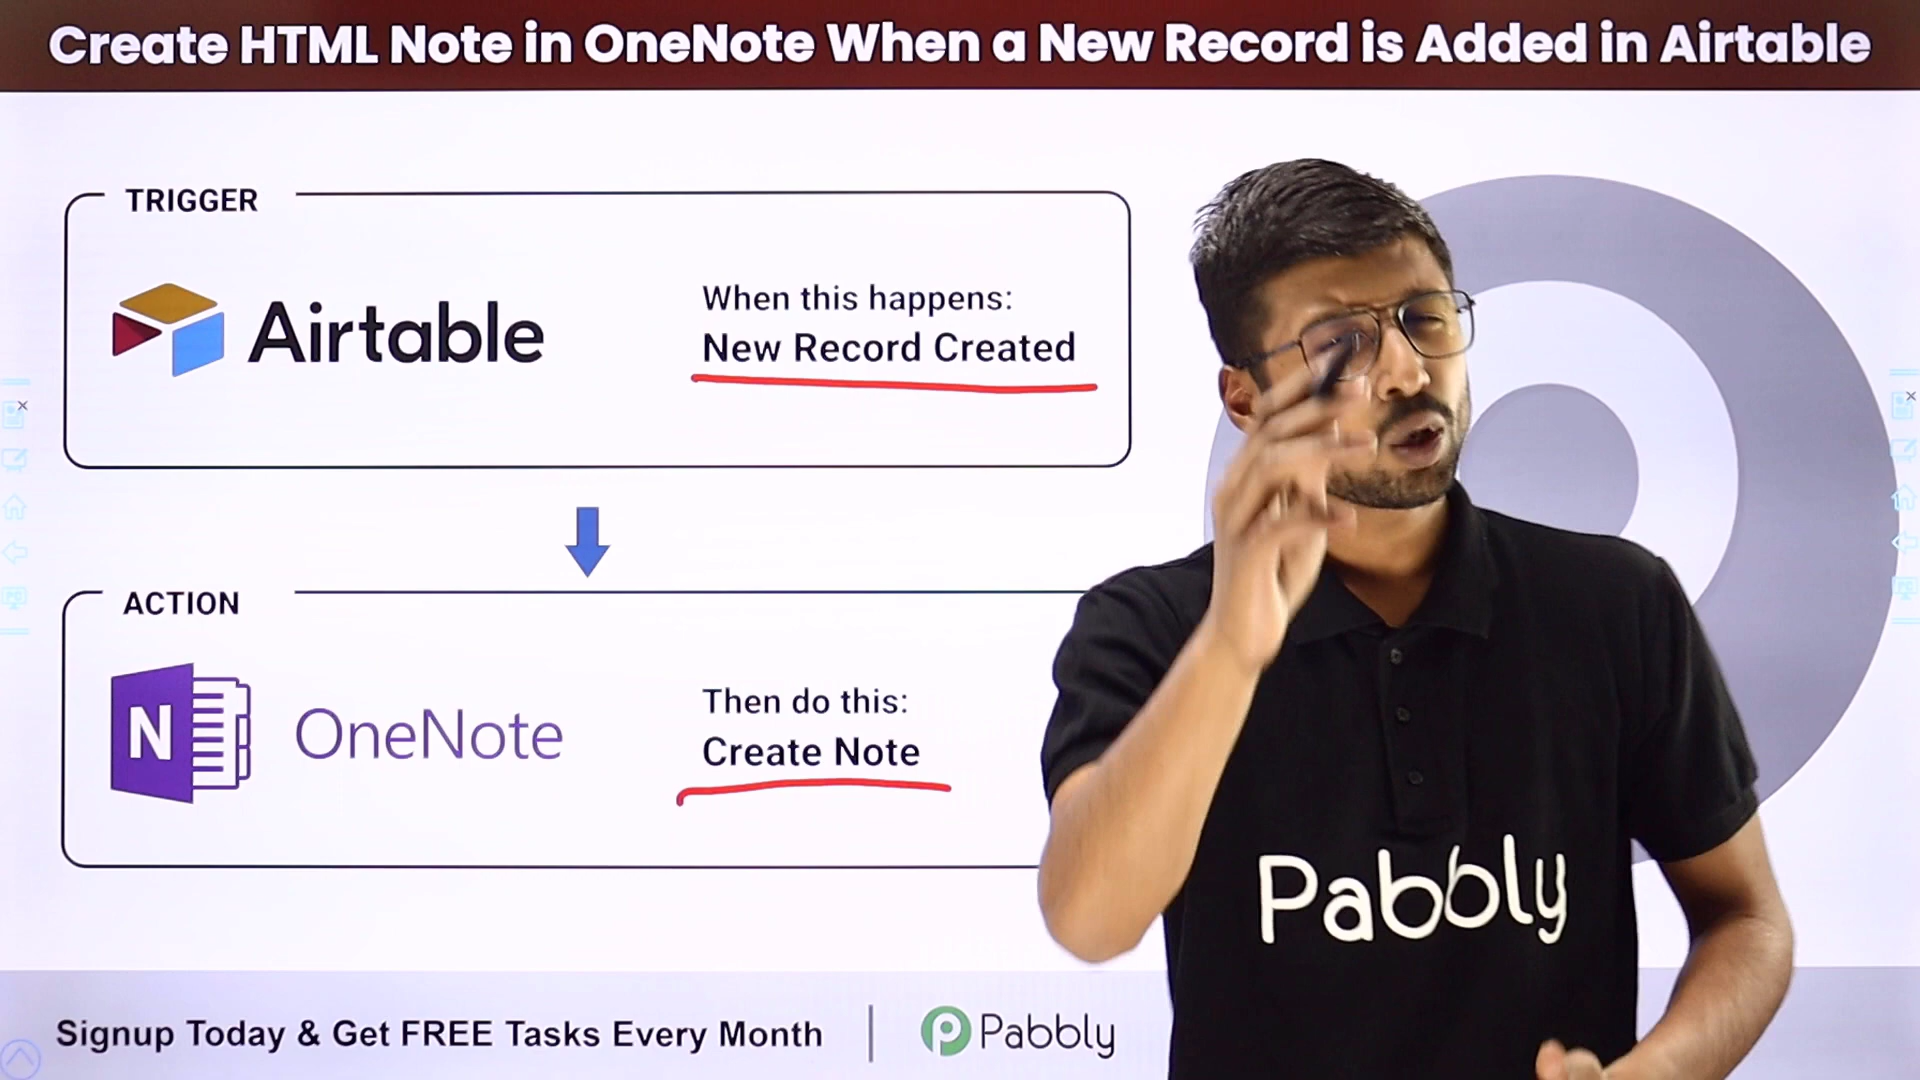 Create HTML Note in OneNote When a New Record is Added in Airtable
TRIGGER
Airtable
When this happens:
New Record Created
ACTION
N
OneNote
Then do this:
Create Note
Pabbly
Signup Today & Get FREE Tasks Every Month
Pabbly